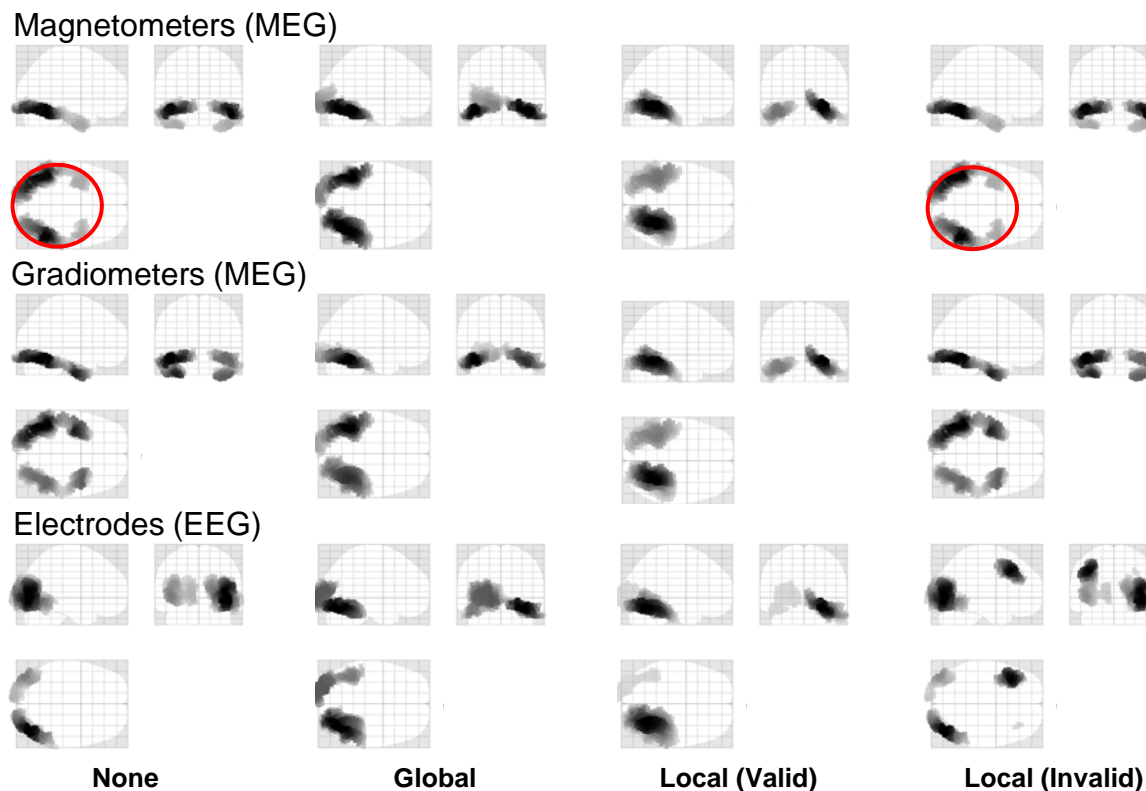 Magnetometers (MEG)
Gradiometers (MEG)
Electrodes (EEG)
None Global Local (Valid) Local (Invalid)